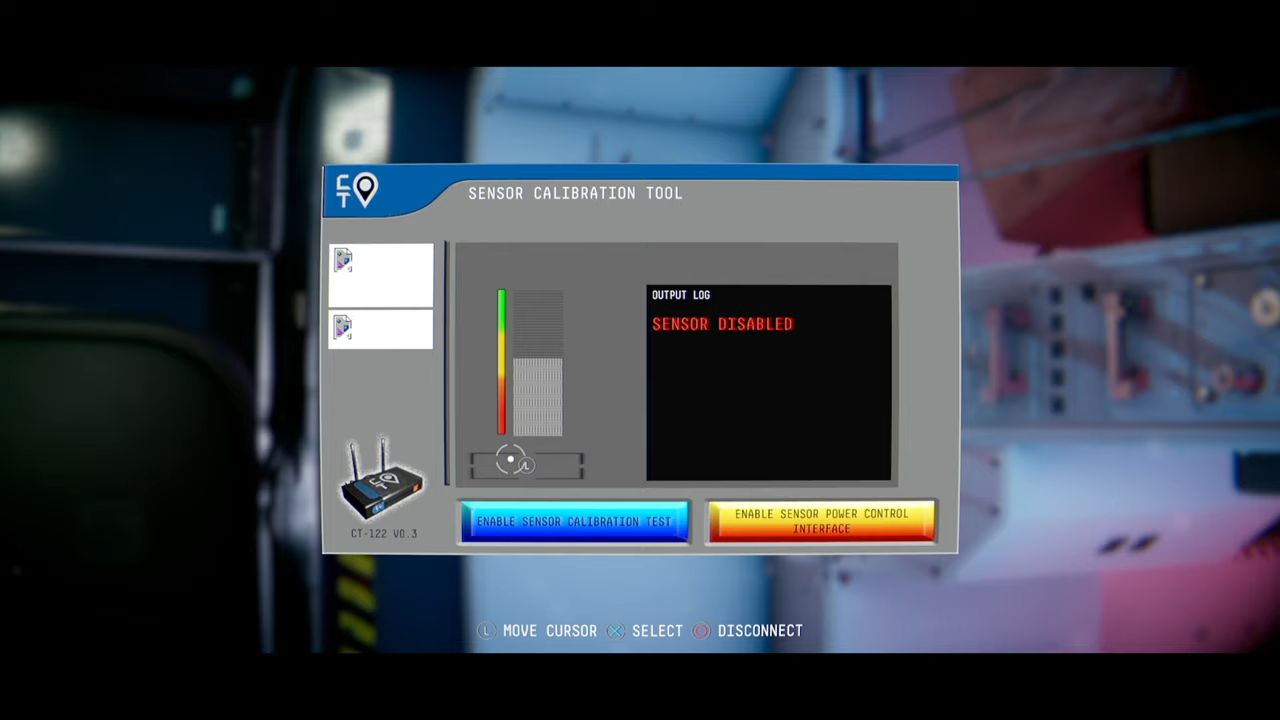 CT
SENSOR CALIBRATION TOOL
OUTPUT LOG
SENSOR DISABLED
CT-122 V0.3
ENABLE SENSOR CALIBRATION TEST
ENABLE SENSOR POWER CONTROL
INTERFACE
L MOVE CURSOR SELECT DISCONNECT